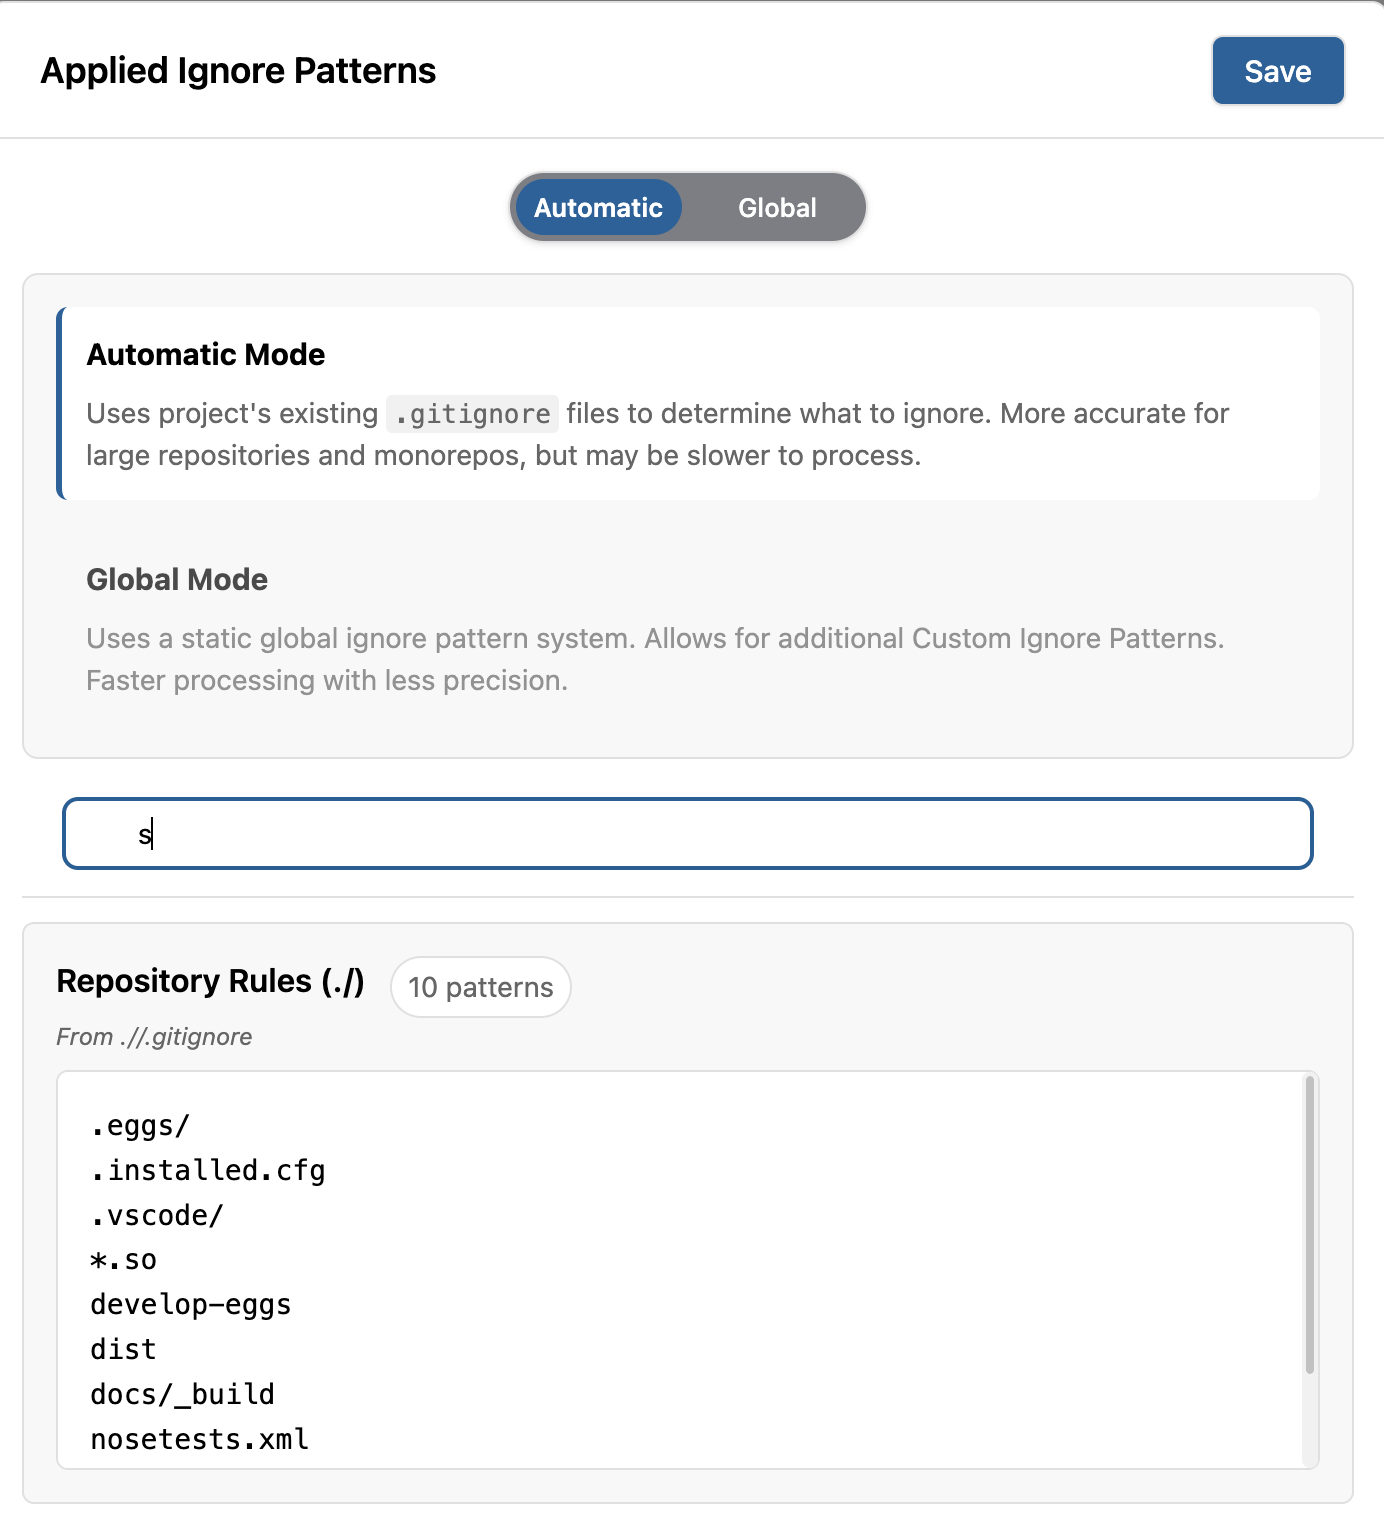 Applied Ignore Patterns
Save
Automatic
Global
Automatic Mode
Uses project's existing .gitignore files to determine what to ignore. More accurate for
large repositories and monorepos, but may be slower to process.
Global Mode
Uses a static global ignore pattern system. Allows for additional Custom Ignore Patterns.
Faster processing with less precision.
s
Repository Rules (./)
10 patterns
From .//.gitignore
.eggs/
.installed.cfg
.vscode/
*.so
develop-eggs
dist
docs/_build
nosetests.xml